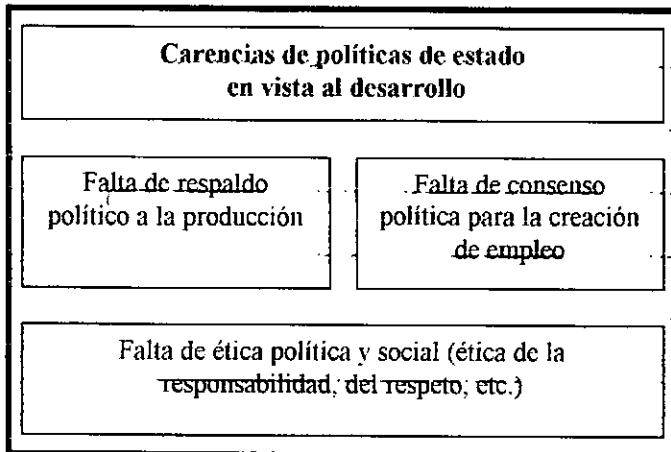 Carencias de políticas de estado
en vista al desarrollo
Falta de respaldo
político a la producción
Falta de consenso
política para la creación
de empleo
Falta de ética política y social (ética de la
responsabilidad, del respeto, etc.)